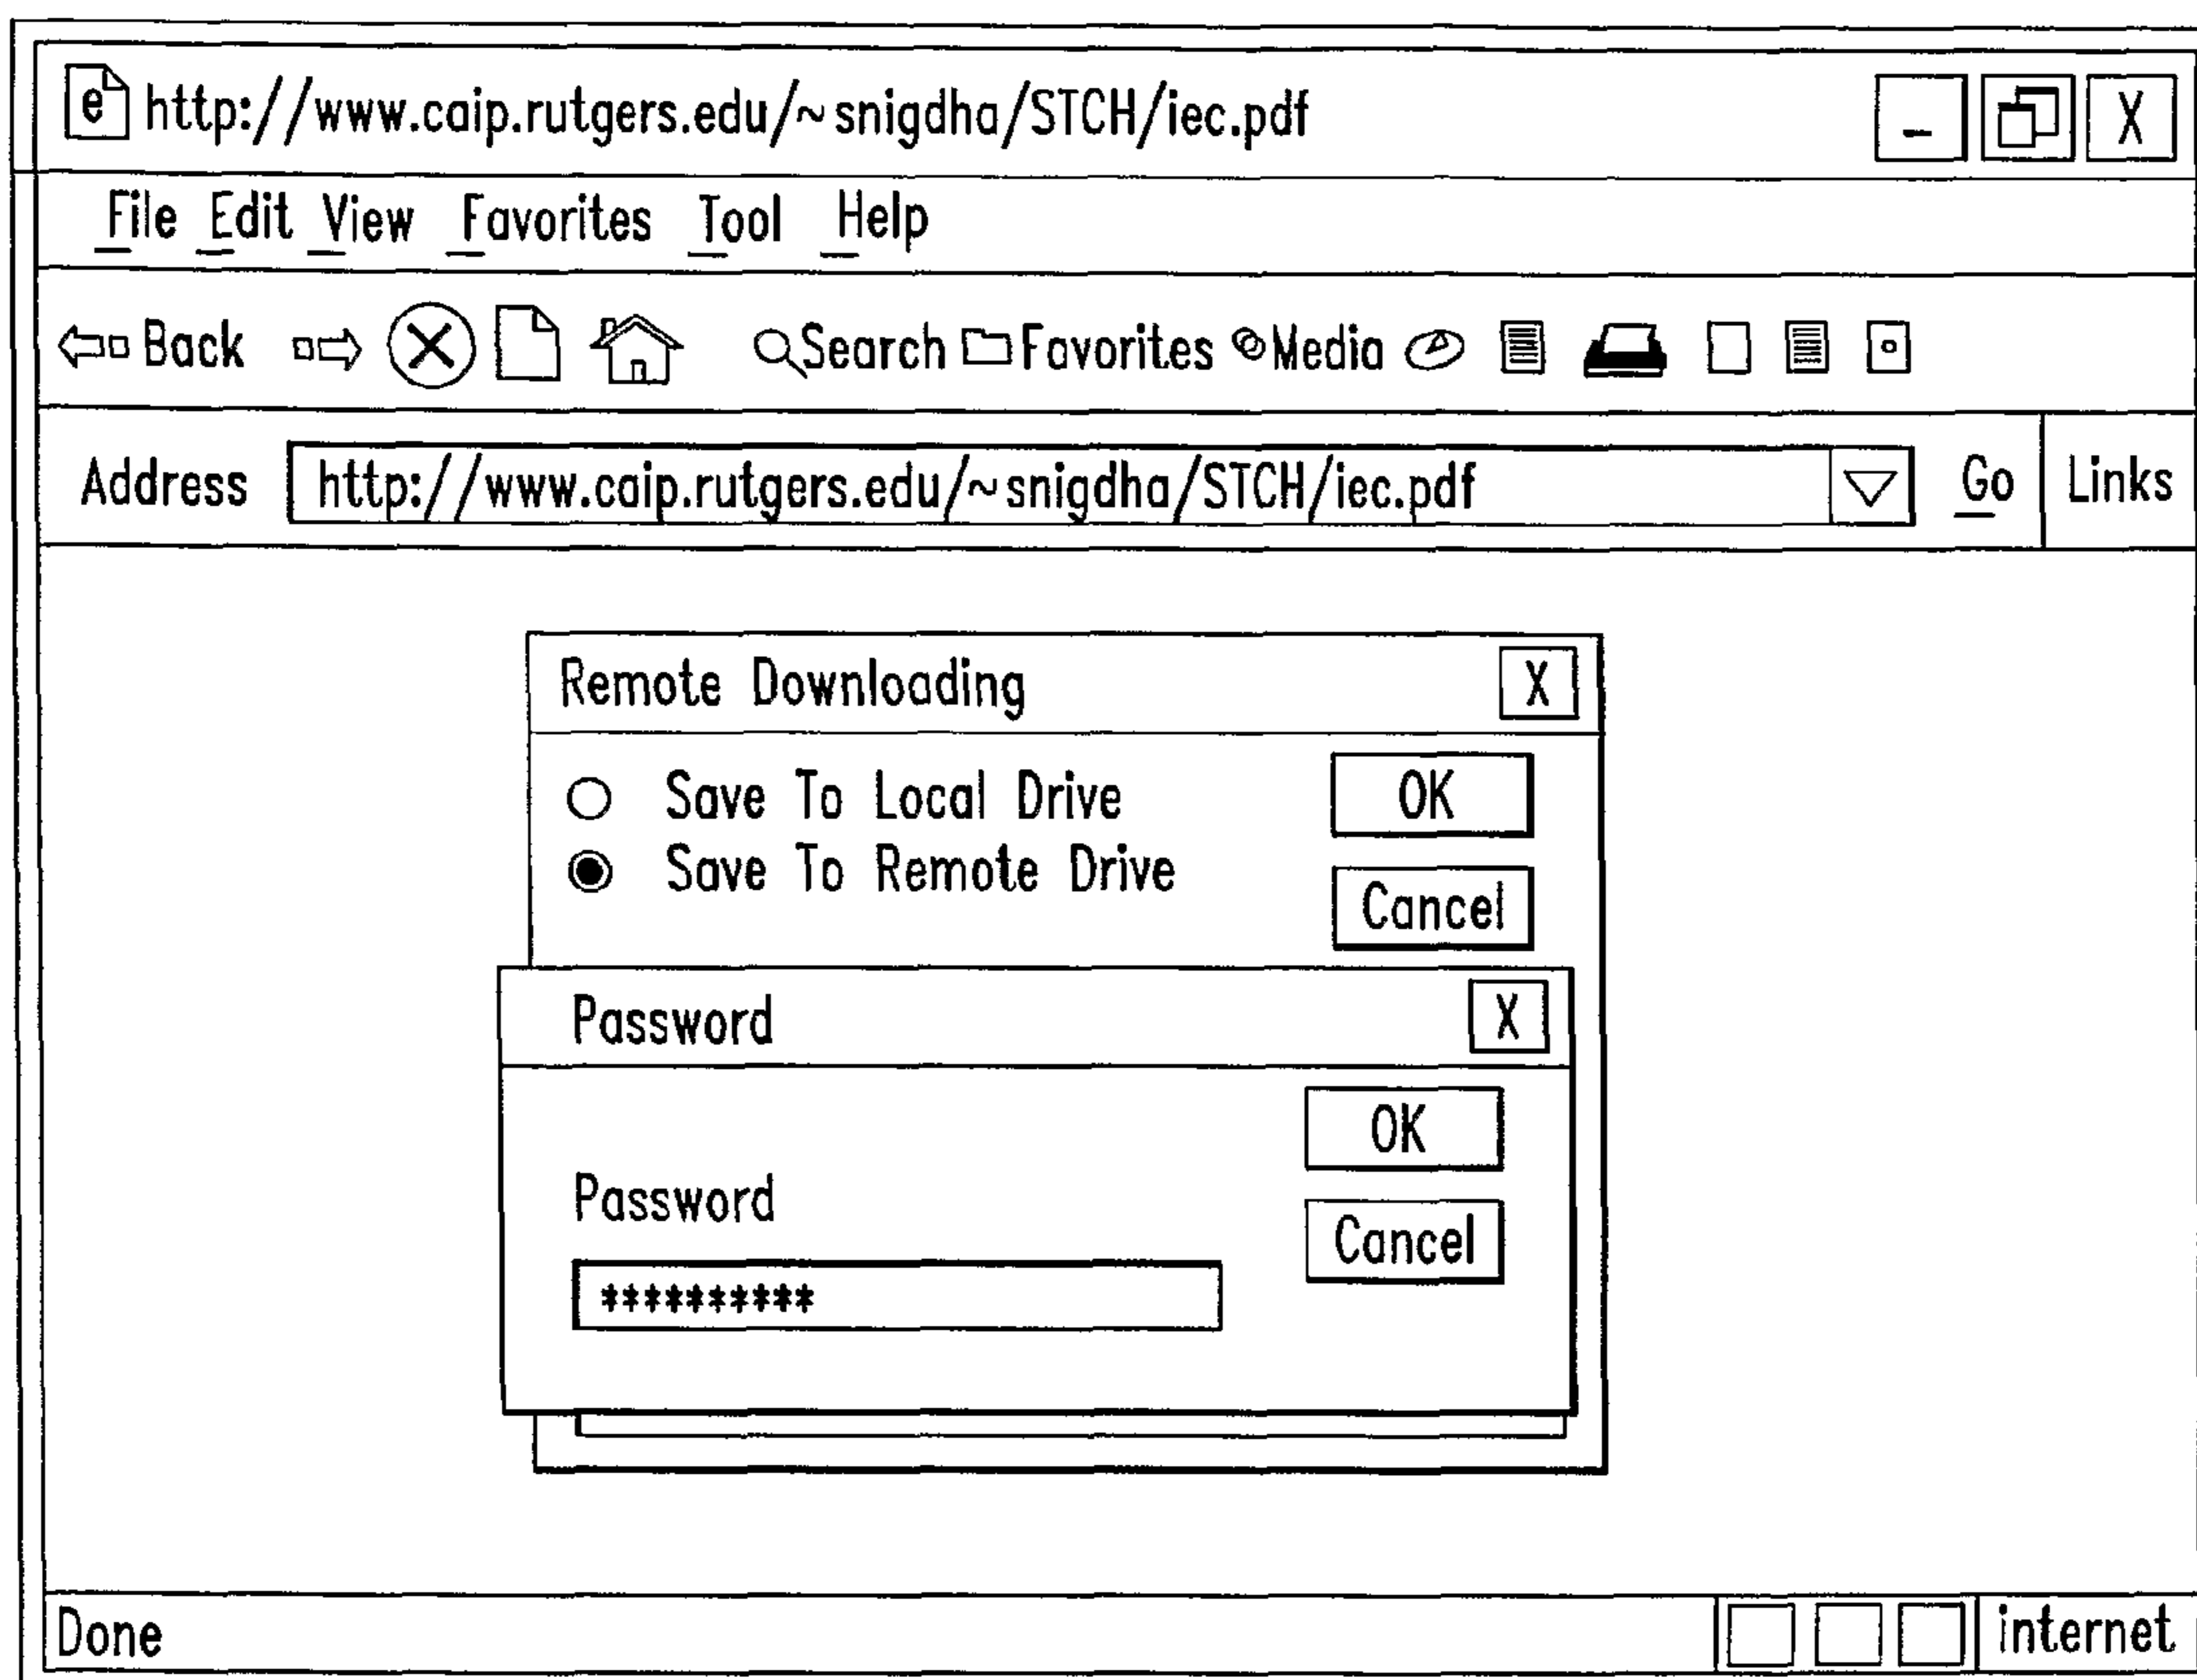 http://www.caip.rutgers.edu/~snigdha/STCH/iec.pdf - X
File Edit View Favorites Tool Help
Back Search Favorites Media
Address http://www.caip.rutgers.edu/~snigdha/STCH/iec.pdf Go Links
Remote Downloading X
Save To Local Drive OK
Save To Remote Drive
Cancel
Password X
OK
Password
Cancel
**********
Done internet